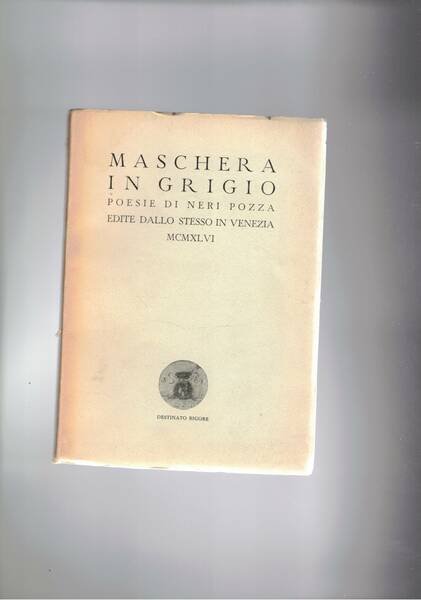 MASCHERA
IN GRIGIO
POESIE DI NERI POZZA
EDITE DALLO STESSO IN VENEZIA
MCMXLVI
DESTINATO RIGORE